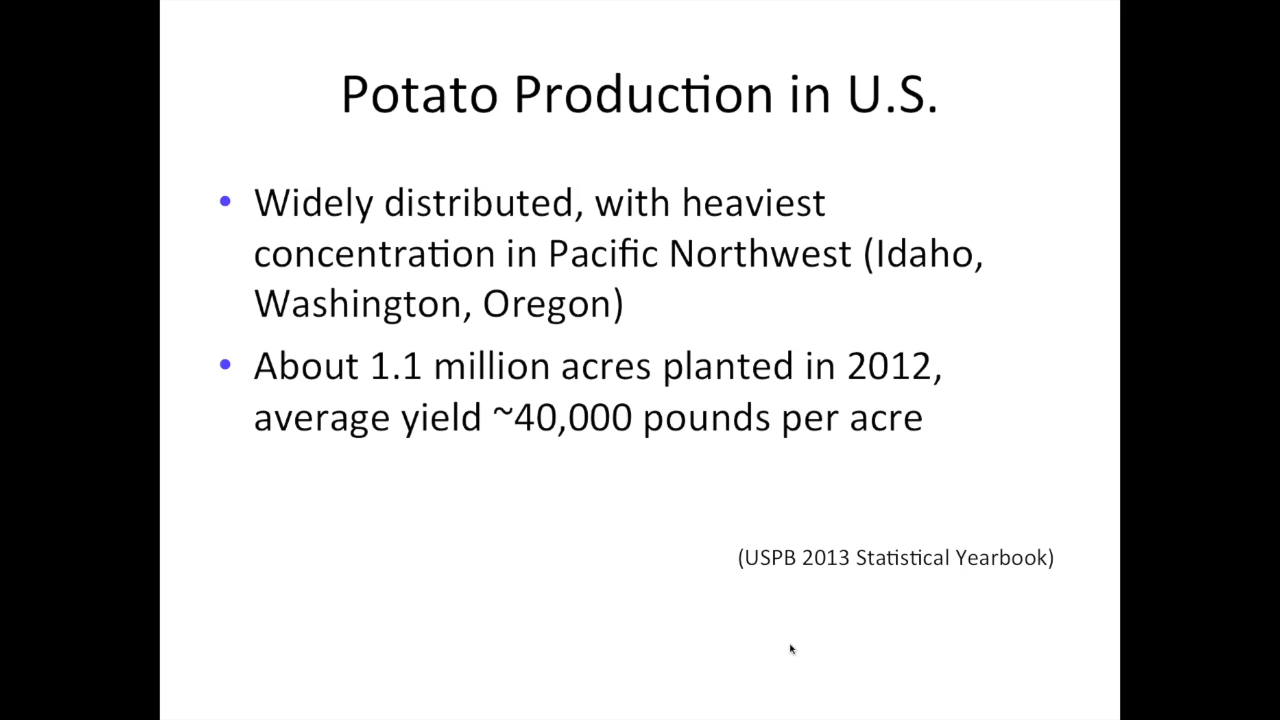 Potato Production in U.S.
• Widely distributed, with heaviest
concentration in Pacific Northwest (Idaho,
Washington, Oregon)
• About 1.1 million acres planted in 2012,
average yield ~40,000 pounds per acre
(USPB 2013 Statistical Yearbook)